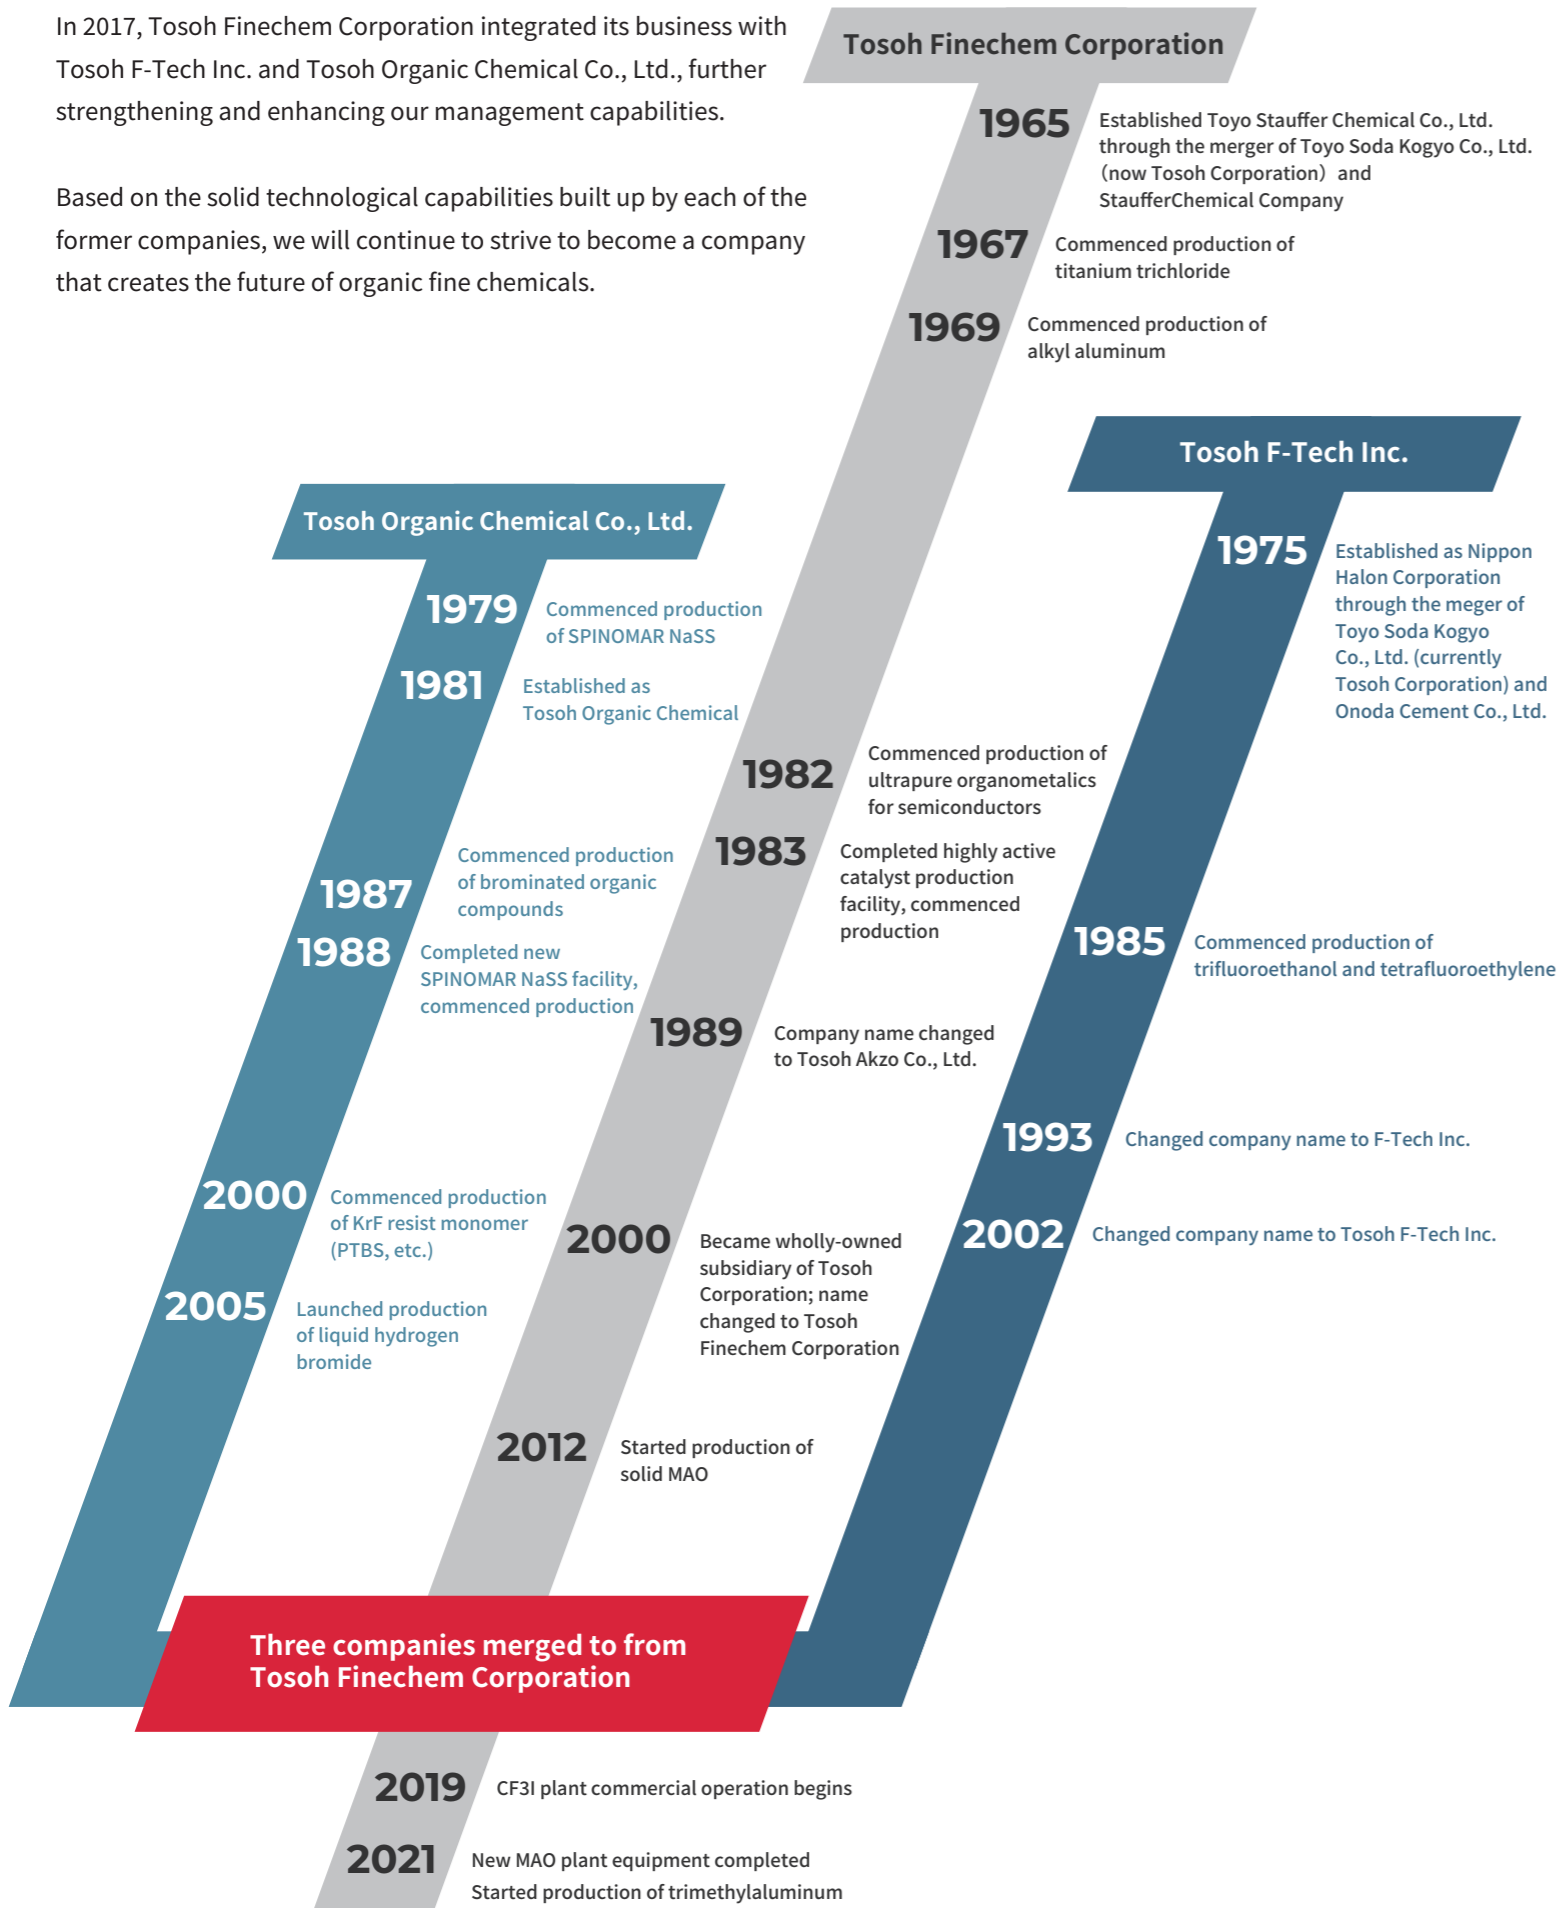 In 2017, Tosoh Finechem Corporation integrated its business with
Tosoh F-Tech Inc. and Tosoh Organic Chemical Co., Ltd., further
strengthening and enhancing our management capabilities.
Based on the solid technological capabilities built up by each of the
former companies, we will continue to strive to become a company
that creates the future of organic fine chemicals.
Tosoh Finechem Corporation
1965
Established Toyo Stauffer Chemical Co., Ltd.
through the merger of Toyo Soda Kogyo Co., Ltd.
（now Tosoh Corporation）and
StaufferChemical Company
1967
Commenced production of
titanium trichloride
1969
Commenced production of
alkyl aluminum
1982
Commenced production of
ultrapure organometalics
for semiconductors
1983
Completed highly active
catalyst production
facility, commenced
production
1989
Company name changed
to Tosoh Akzo Co., Ltd.
2000
Became wholly-owned
subsidiary of Tosoh
Corporation; name
changed to Tosoh
Finechem Corporation
2012
Started production of
solid MAO
Tosoh F-Tech Inc.
1975
Established as Nippon
Halon Corporation
through the meger of
Toyo Soda Kogyo
Co., Ltd. (currently
Tosoh Corporation) and
Onoda Cement Co., Ltd.
1985
Commenced production of
trifluoroethanol and tetrafluoroethylene
1993
Changed company name to F-Tech Inc.
2002
Changed company name to Tosoh F-Tech Inc.
Tosoh Organic Chemical Co., Ltd.
1979
Commenced production
of SPINOMAR NaSS
1981
Established as
Tosoh Organic Chemical
1987
Commenced production
of brominated organic
compounds
1988
Completed new
SPINOMAR NaSS facility,
commenced production
2000
Commenced production
of KrF resist monomer
(PTBS, etc.)
2005
Launched production
of liquid hydrogen
bromide
Three companies merged to from
Tosoh Finechem Corporation
2019
CF3I plant commercial operation begins
2021
New MAO plant equipment completed
Started production of trimethylaluminum